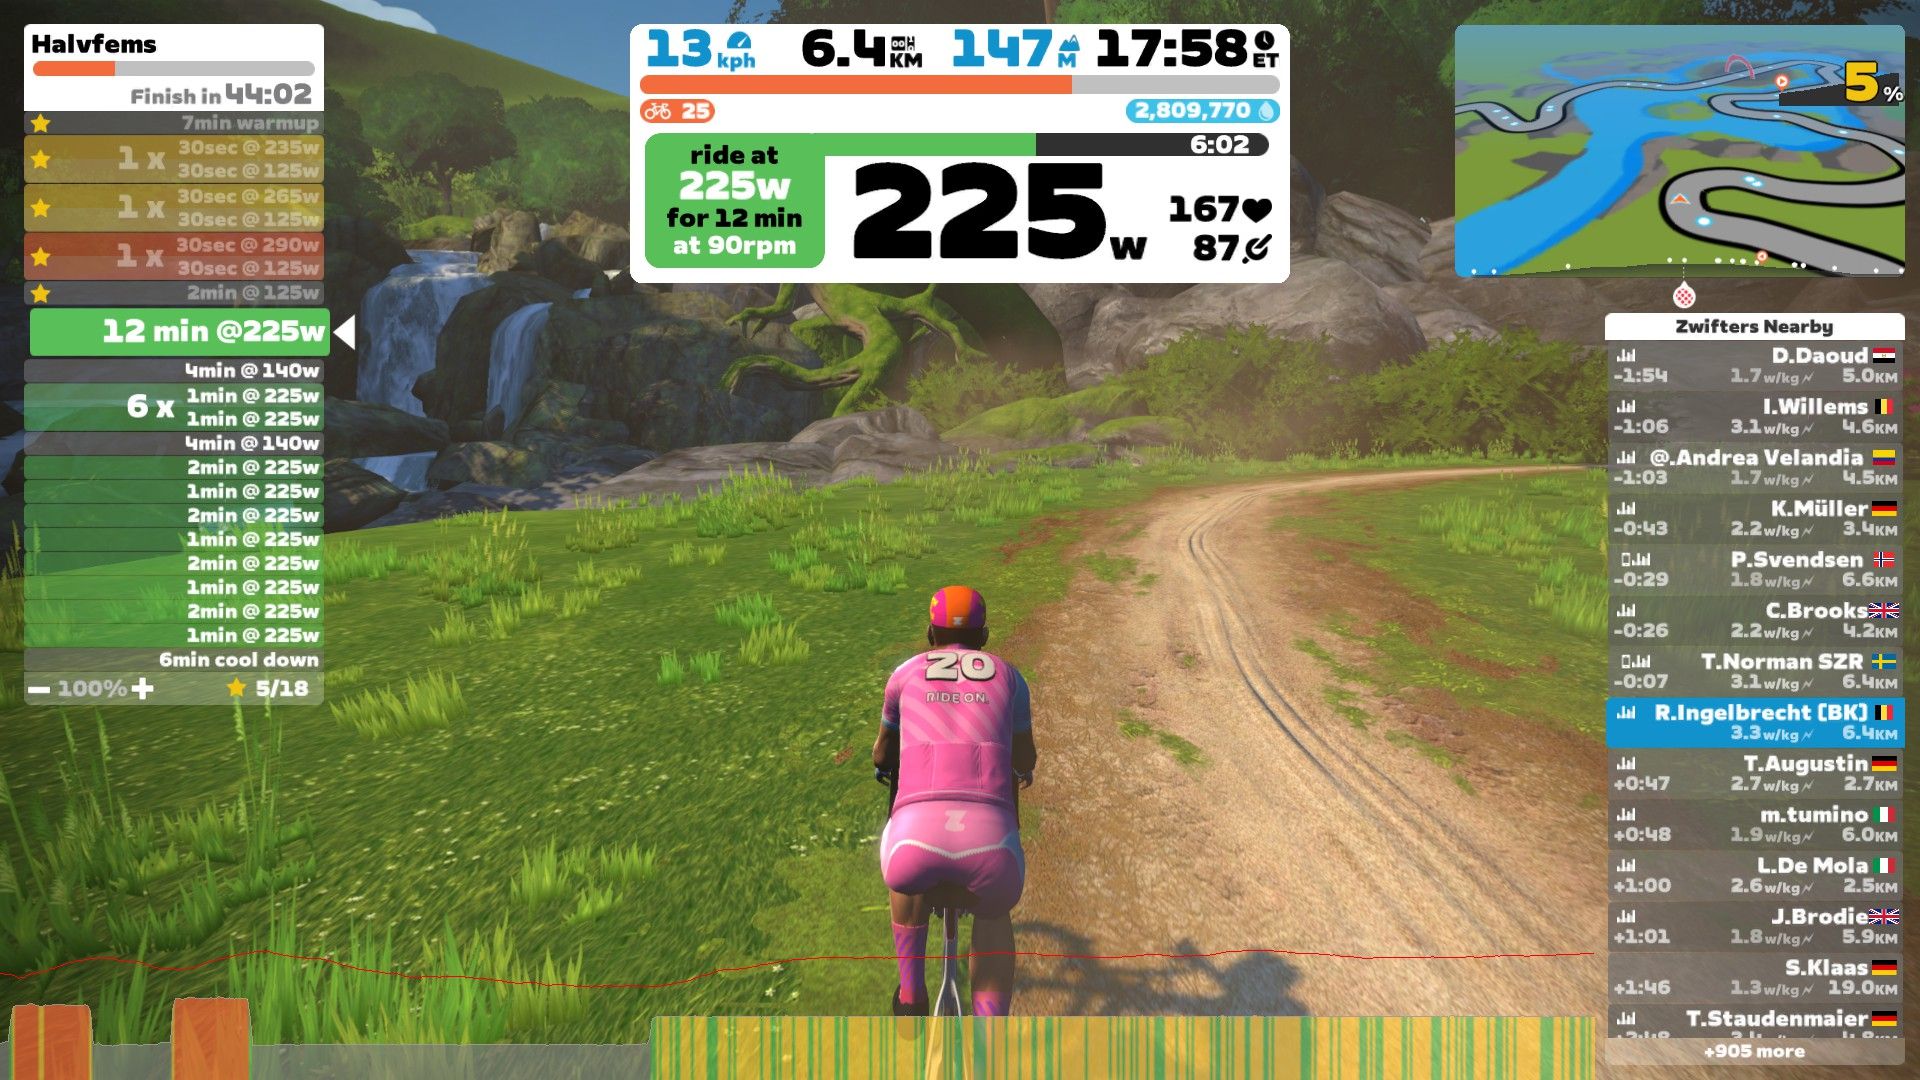 Halvfems
Finish in 44:02
7min warmup
1 x 30sec @ 235w
30sec @ 125w
1 x 30sec @ 265w
30sec @ 125w
1 x 30sec @ 290w
30sec @ 125w
2min @ 125w
12 min @225w
4min @ 140w
6 x 1min @ 225w
1min @ 225w
4min @ 140w
2min @ 225w
1min @ 225w
2min @ 225w
1min @ 225w
2min @ 225w
1min @ 225w
2min @ 225w
1min @ 225w
6min cool down
100% 5/18
13 kph 6.4 KM 147 M 17:58 ET
25 2,809,770
6:02
ride at
225w
for 12 min
at 90rpm
225 w
167
87
5 %
Zwifters Nearby
D.Daoud
-1:54 1.7 w/kg 5.0KM
I.Willems
-1:06 3.1 w/kg 4.6KM
@.Andrea Velandia
-1:03 1.7 w/kg 4.5KM
K.Müller
-0:43 2.2 w/kg 3.4KM
P.Svendsen
-0:29 1.8 w/kg 6.6KM
C.Brooks
-0:26 2.2 w/kg 4.2KM
T.Norman SZR
-0:07 3.1 w/kg 6.4KM
R.Ingelbrecht (BK)
3.3 w/kg 6.4KM
T.Augustin
+0:47 2.7 w/kg 2.7KM
m.tumino
+0:48 1.9 w/kg 6.0KM
L.De Mola
+1:00 2.6 w/kg 2.5KM
J.Brodie
+1:01 1.8 w/kg 5.9KM
S.Klaas
+1:46 1.3 w/kg 19.0KM
T.Staudenmaier
+905 more
20
RIDE ON.
Z